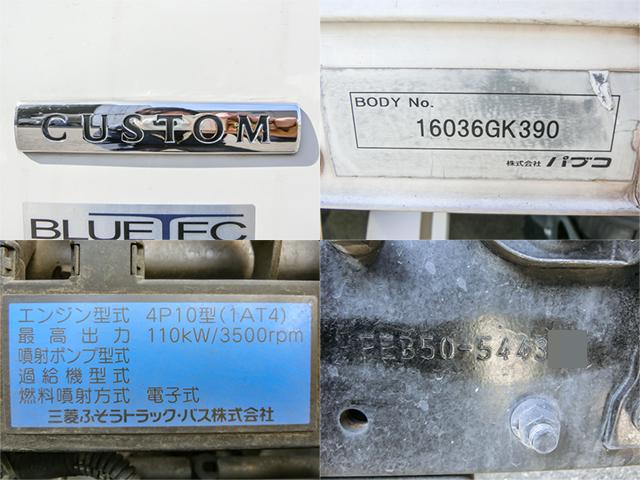 CUSTOM
BLUETEC
BODY No.
16036GK390
株式会社 パブコ
エンジン型式 4P10型(1AT4)
最高出力 110kW/3500rpm
噴射ポンプ型式
過給機型式
燃料噴射方式 電子式
三菱ふそうトラック・バス株式会社
FEB50-5443